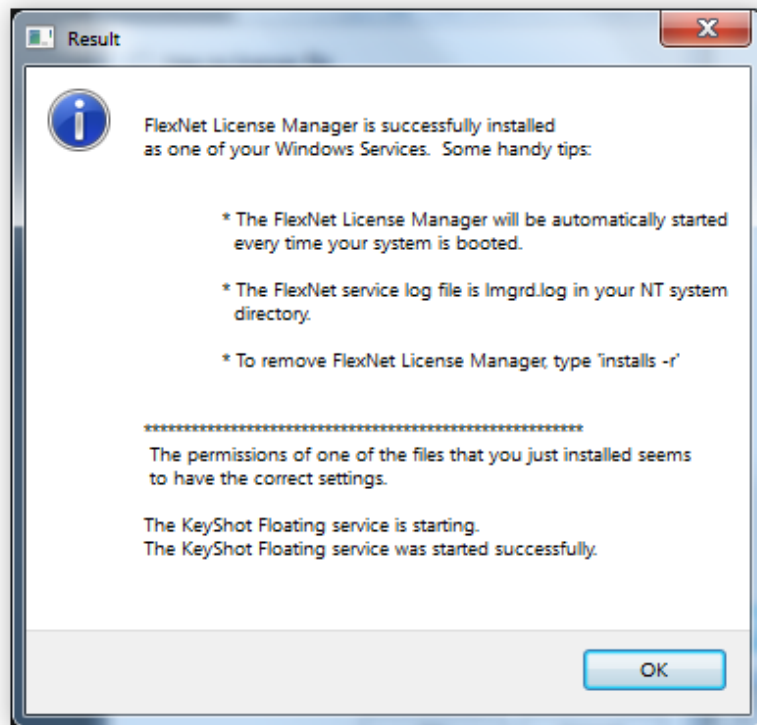 Result
FlexNet License Manager is successfully installed
as one of your Windows Services.  Some handy tips:
* The FlexNet License Manager will be automatically started
every time your system is booted.
* The FlexNet service log file is lmgrd.log in your NT system
directory.
* To remove FlexNet License Manager, type 'installs -r'
*******************************************************
The permissions of one of the files that you just installed seems
to have the correct settings.
The KeyShot Floating service is starting.
The KeyShot Floating service was started successfully.
OK